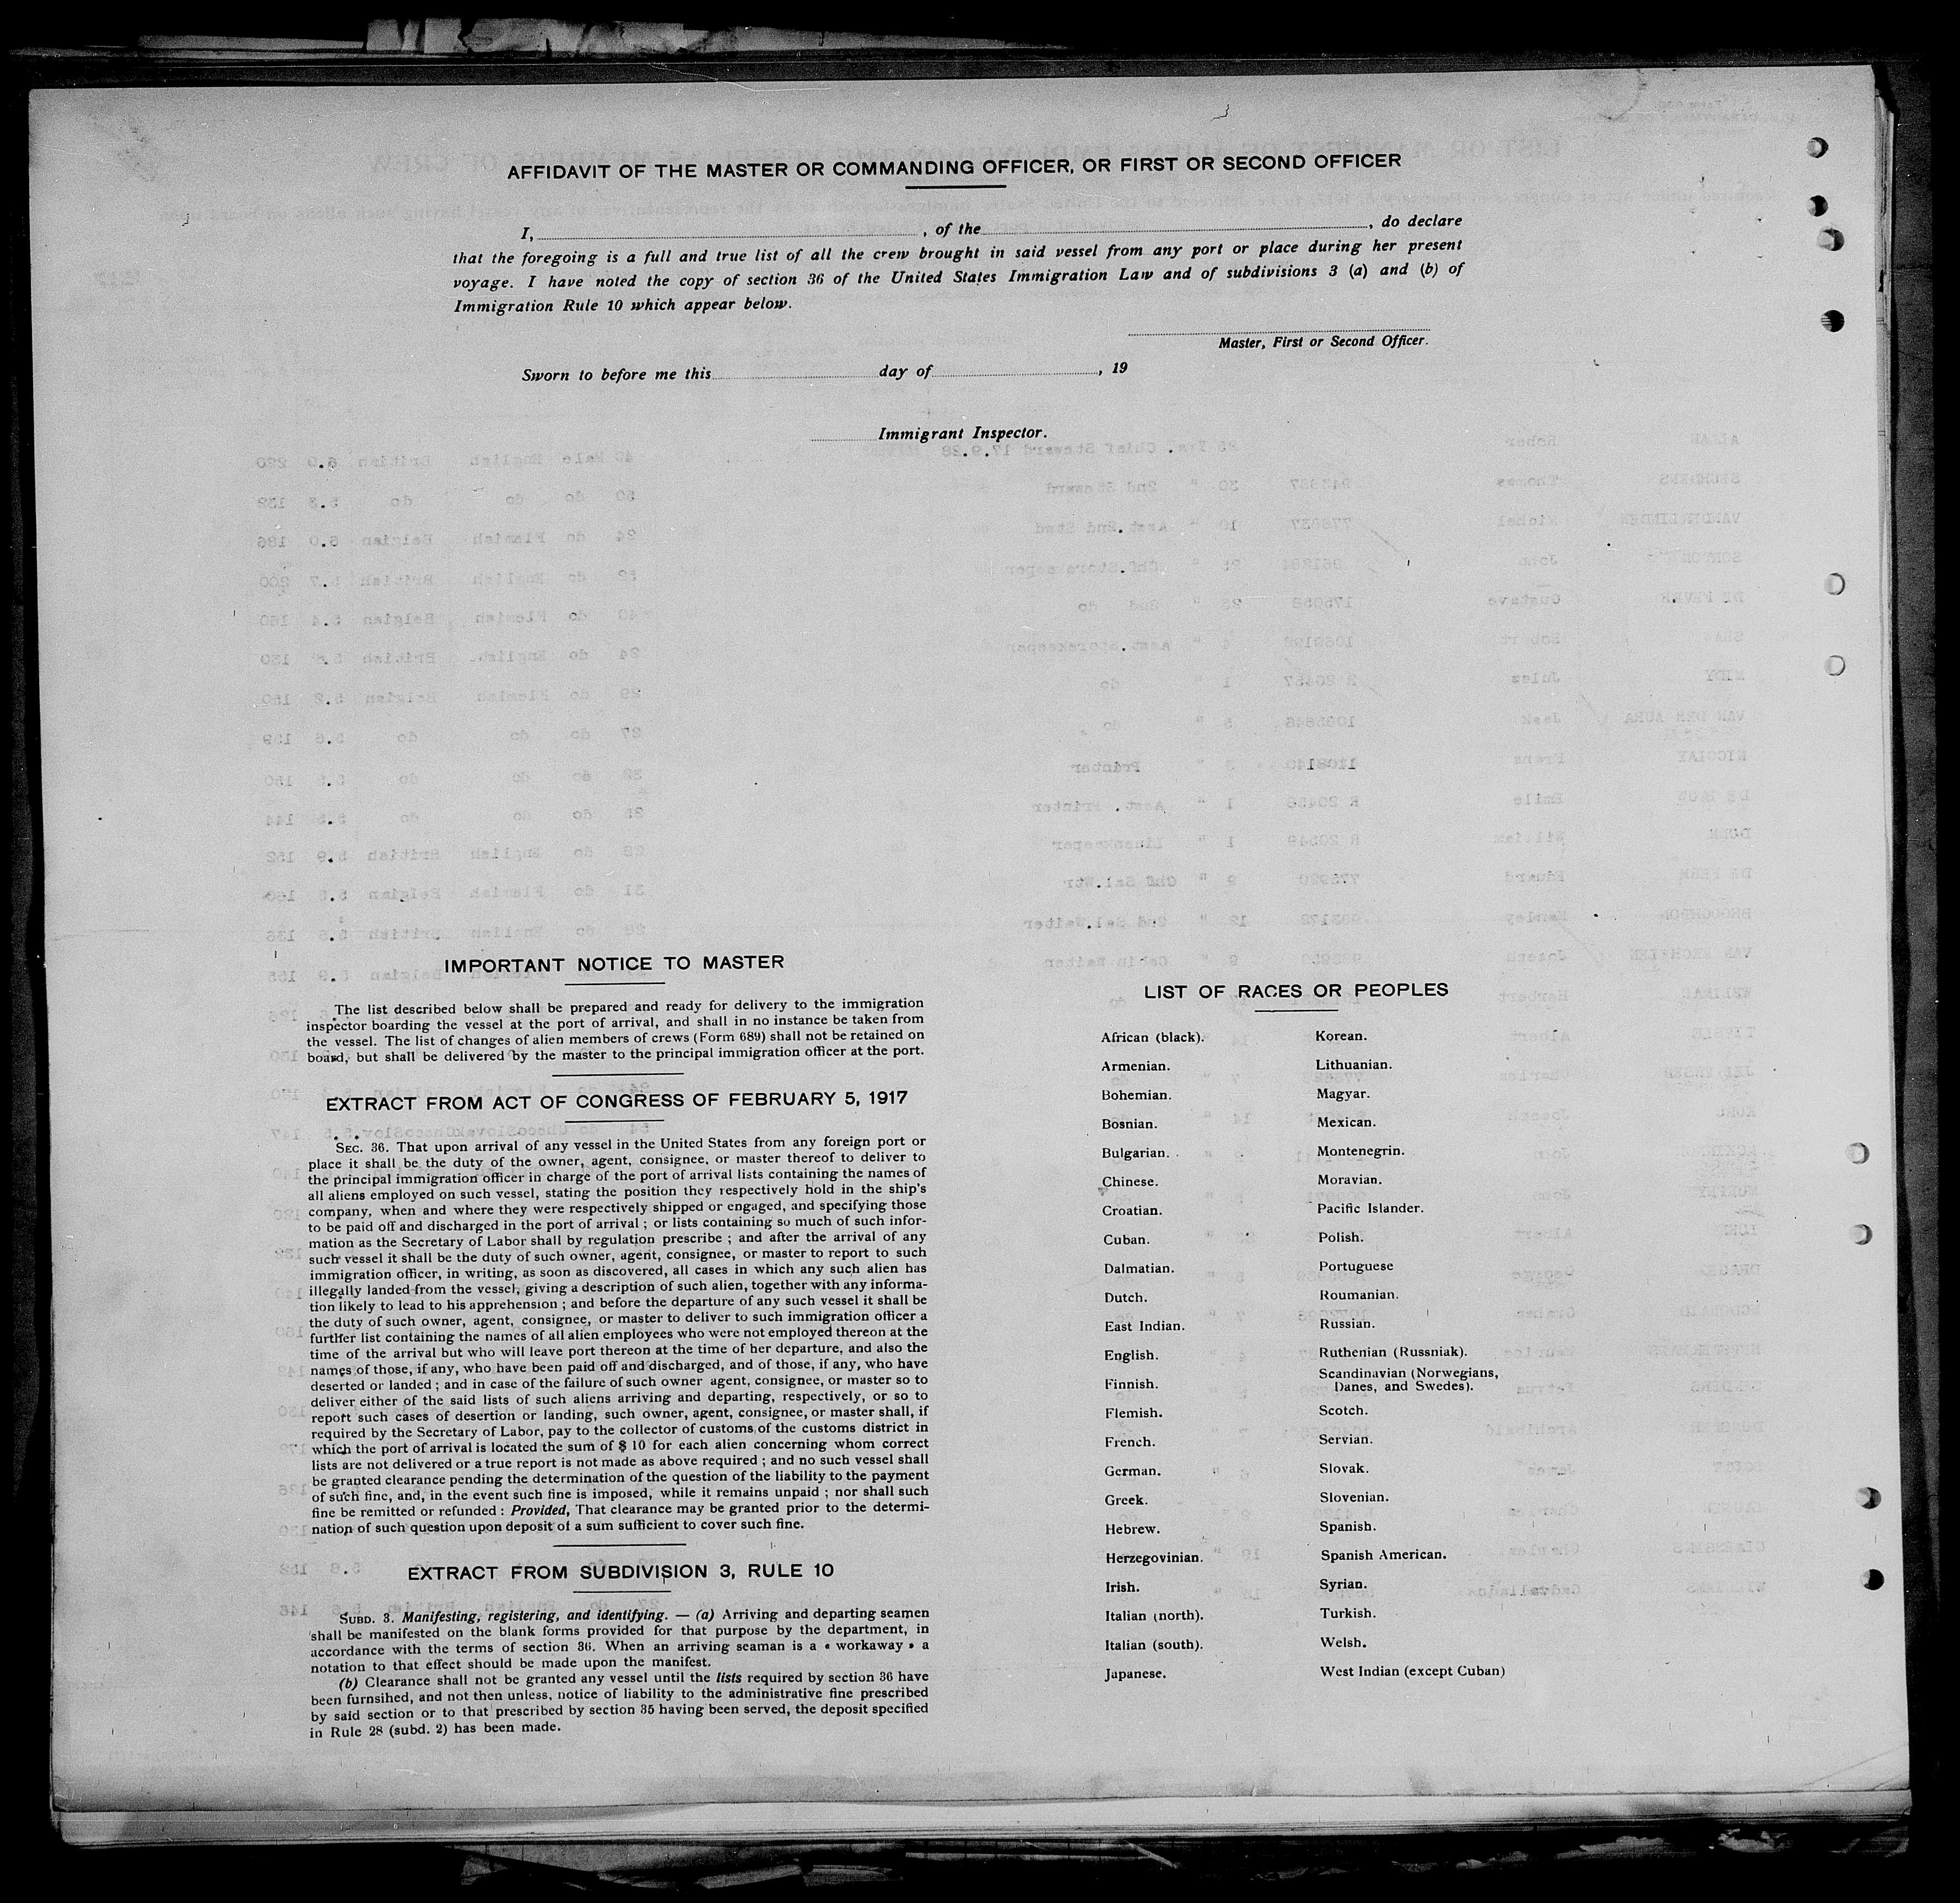 AFFIDAVIT OF THE MASTER OR COMMANDING OFFICER, OR FIRST OR SECOND OFFICER
I, , of the , do declare
that the foregoing is a full and true list of all the crew brought in said vessel from any port or place during her present
voyage. I have noted the copy of section 36 of the United States Immigration Law and of subdivisions 3 (a) and (b) of
Immigration Rule 10 which appear below.
Master, First or Second Officer.
Sworn to before me this day of , 19
Immigrant Inspector.
IMPORTANT NOTICE TO MASTER
The list described below shall be prepared and ready for delivery to the immigration
inspector boarding the vessel at the port of arrival, and shall in no instance be taken from
the vessel. The list of changes of alien members of crews (Form 689) shall not be retained on
board, but shall be delivered by the master to the principal immigration officer at the port.
EXTRACT FROM ACT OF CONGRESS OF FEBRUARY 5, 1917
SEC. 36. That upon arrival of any vessel in the United States from any foreign port or
place it shall be the duty of the owner, agent, consignee, or master thereof to deliver to
the principal immigration officer in charge of the port of arrival lists containing the names of
all aliens employed on such vessel, stating the position they respectively hold in the ship's
company, when and where they were respectively shipped or engaged, and specifying those
to be paid off and discharged in the port of arrival ; or lists containing so much of such infor-
mation as the Secretary of Labor shall by regulation prescribe ; and after the arrival of any
such vessel it shall be the duty of such owner, agent, consignee, or master to report to such
immigration officer, in writing, as soon as discovered, all cases in which any such alien has
illegally landed from the vessel, giving a description of such alien, together with any informa-
tion likely to lead to his apprehension ; and before the departure of any such vessel it shall be
the duty of such owner, agent, consignee, or master to deliver to such immigration officer a
further list containing the names of all alien employees who were not employed thereon at the
time of the arrival but who will leave port thereon at the time of her departure, and also the
names of those, if any, who have been paid off and discharged, and of those, if any, who have
deserted or landed ; and in case of the failure of such owner agent, consignee, or master so to
deliver either of the said lists of such aliens arriving and departing, respectively, or so to
report such cases of desertion or landing, such owner, agent, consignee, or master shall, if
required by the Secretary of Labor, pay to the collector of customs of the customs district in
which the port of arrival is located the sum of $ 10 for each alien concerning whom correct
lists are not delivered or a true report is not made as above required ; and no such vessel shall
be granted clearance pending the determination of the question of the liability to the payment
of such fine, and, in the event such fine is imposed, while it remains unpaid ; nor shall such
fine be remitted or refunded : Provided, That clearance may be granted prior to the determi-
nation of such question upon deposit of a sum sufficient to cover such fine.
EXTRACT FROM SUBDIVISION 3, RULE 10
SUBD. 3. Manifesting, registering, and identifying. — (a) Arriving and departing seamen
shall be manifested on the blank forms provided for that purpose by the department, in
accordance with the terms of section 36. When an arriving seaman is a « workaway » a
notation to that effect should be made upon the manifest.
(b) Clearance shall not be granted any vessel until the lists required by section 36 have
been furnsihed, and not then unless, notice of liability to the administrative fine prescribed
by said section or to that prescribed by section 35 having been served, the deposit specified
in Rule 28 (subd. 2) has been made.
LIST OF RACES OR PEOPLES
African (black).
Armenian.
Bohemian.
Bosnian.
Bulgarian.
Chinese.
Croatian.
Cuban.
Dalmatian.
Dutch.
East Indian.
English.
Finnish.
Flemish.
French.
German.
Greek.
Hebrew.
Herzegovinian.
Irish.
Italian (north).
Italian (south).
Japanese.
Korean.
Lithuanian.
Magyar.
Mexican.
Montenegrin.
Moravian.
Pacific Islander.
Polish.
Portuguese
Roumanian.
Russian.
Ruthenian (Russniak).
Scandinavian (Norwegians,
Danes, and Swedes).
Scotch.
Servian.
Slovak.
Slovenian.
Spanish.
Spanish American.
Syrian.
Turkish.
Welsh.
West Indian (except Cuban)